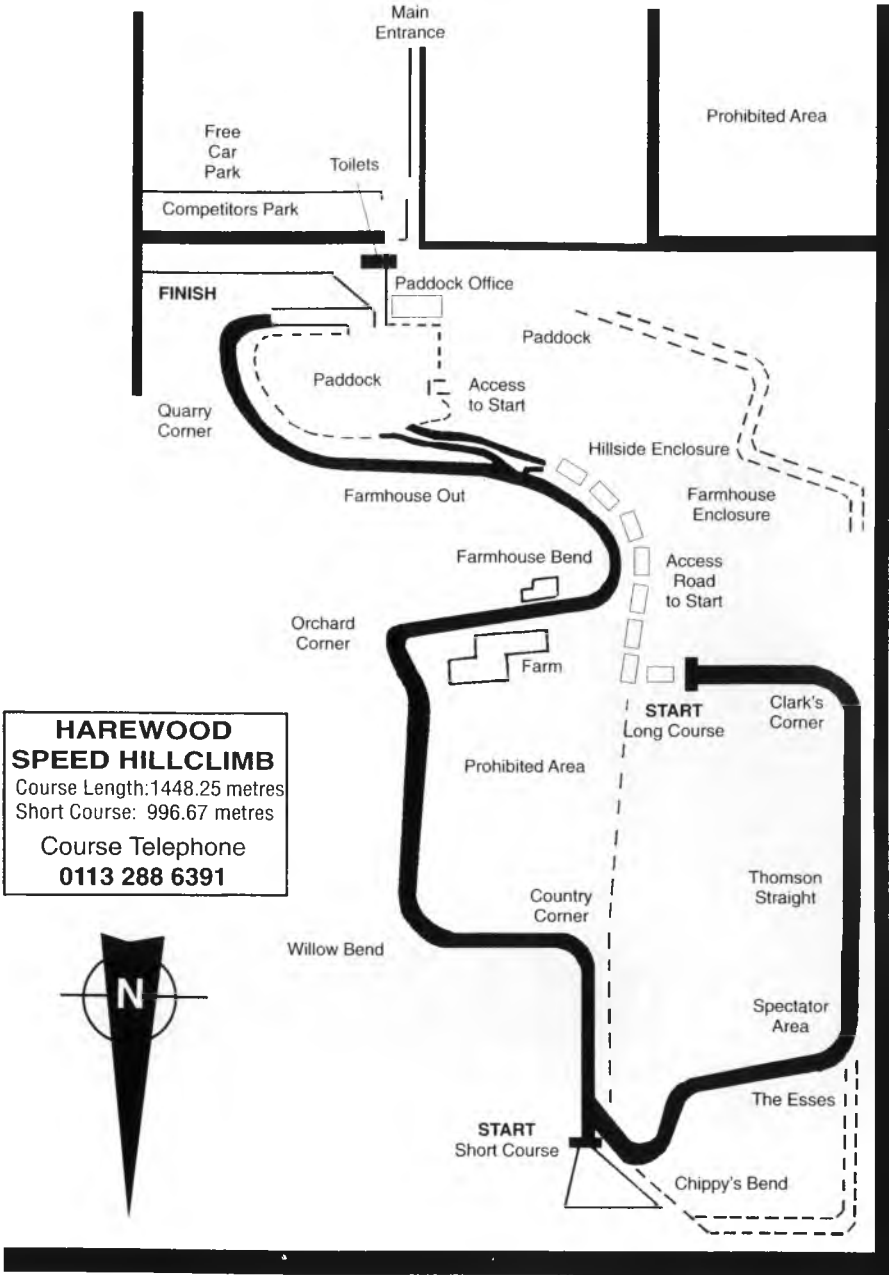 Main
Entrance
Prohibited Area
Free
Car
Park
Toilets
Competitors Park
FINISH
Paddock Office
Paddock
Paddock
Access
to Start
Quarry
Corner
Hillside Enclosure
Farmhouse Out
Farmhouse
Enclosure
Farmhouse Bend
Access
Road
to Start
Orchard
Corner
Farm
START
Long Course
Clark's
Corner
HAREWOOD
SPEED HILLCLIMB
Course Length:1448.25 metres
Short Course: 996.67 metres
Course Telephone
0113 288 6391
Prohibited Area
Thomson
Straight
Country
Corner
Willow Bend
N
Spectator
Area
The Esses
START
Short Course
Chippy's Bend